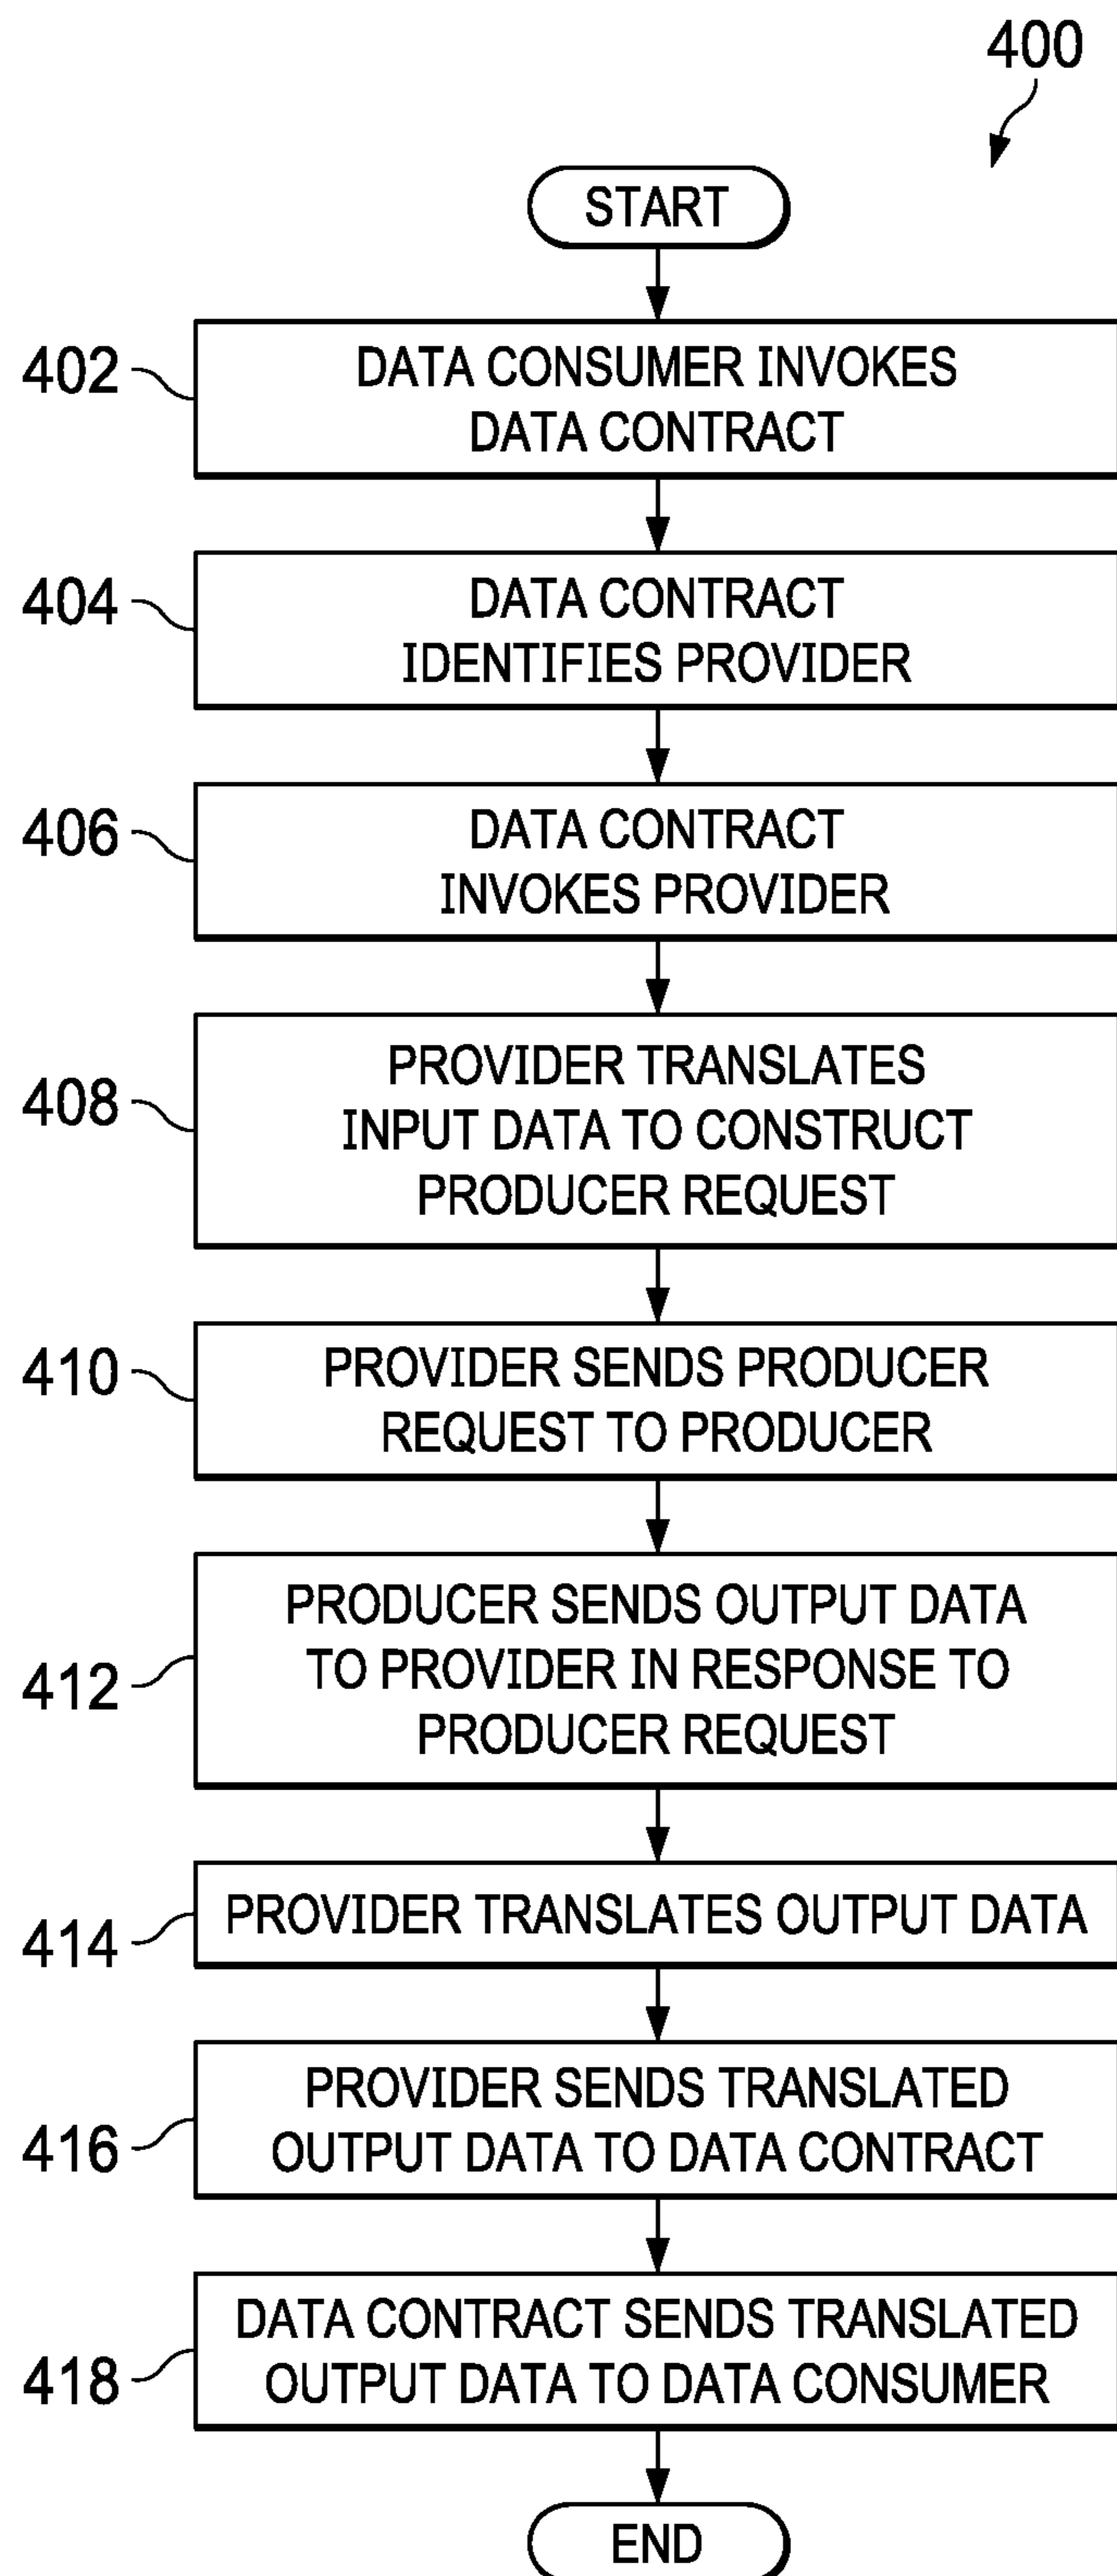 400
START
402
DATA CONSUMER INVOKES
DATA CONTRACT
404
DATA CONTRACT
IDENTIFIES PROVIDER
406
DATA CONTRACT
INVOKES PROVIDER
408
PROVIDER TRANSLATES
INPUT DATA TO CONSTRUCT
PRODUCER REQUEST
410
PROVIDER SENDS PRODUCER
REQUEST TO PRODUCER
412
PRODUCER SENDS OUTPUT DATA
TO PROVIDER IN RESPONSE TO
PRODUCER REQUEST
414
PROVIDER TRANSLATES OUTPUT DATA
416
PROVIDER SENDS TRANSLATED
OUTPUT DATA TO DATA CONTRACT
418
DATA CONTRACT SENDS TRANSLATED
OUTPUT DATA TO DATA CONSUMER
END